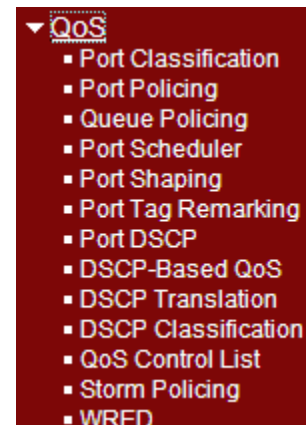 QoS
Port Classification
Port Policing
Queue Policing
Port Scheduler
Port Shaping
Port Tag Remarking
Port DSCP
DSCP-Based QoS
DSCP Translation
DSCP Classification
QoS Control List
Storm Policing
WRED